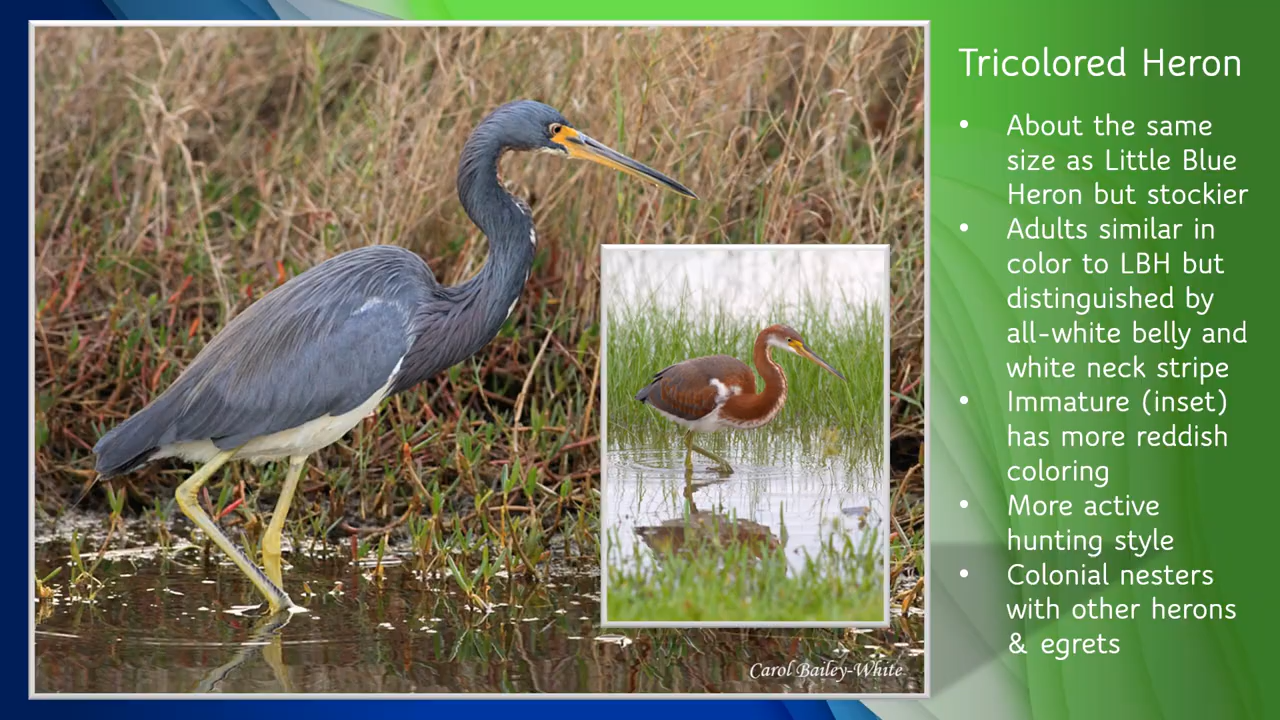 Tricolored Heron
• About the same
size as Little Blue
Heron but stockier
• Adults similar in
color to LBH but
distinguished by
all-white belly and
white neck stripe
• Immature (inset)
has more reddish
coloring
• More active
hunting style
• Colonial nesters
with other herons
& egrets
Carol Bailey-White